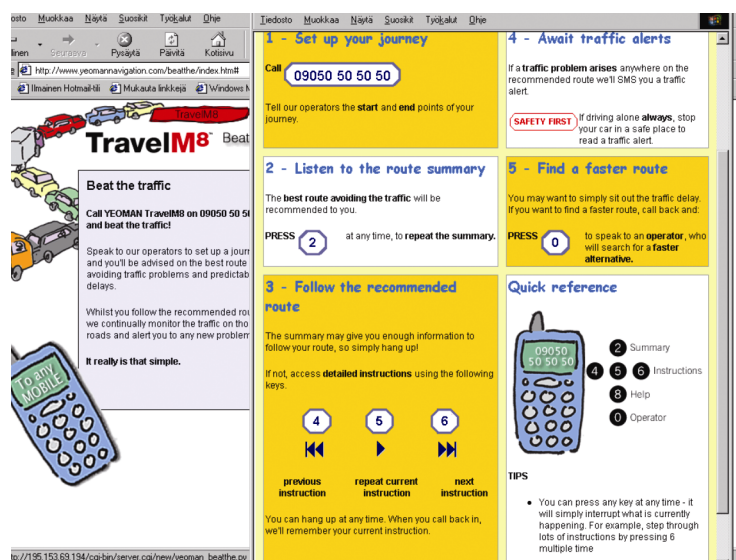 osto Muokkaa Näytä Suosikit Työkalut Ohje
linen Seuraava Pysäytä Päivitä Kotisivu
http://www.yeomannavigation.com/beatthe/index.htm#
Ilmainen Hotmail-tili Mukauta linkkejä Windows M
TravelM8
TravelM8 Beat
Beat the traffic
Call YEOMAN TravelM8 on 09050 50 5
and beat the traffic!
Speak to our operators to set up a jour
and you'll be advised on the best route
avoiding traffic problems and predictab
delays.
Whilst you follow the recommended rou
we continually monitor the traffic on tho
roads and alert you to any new problem
It really is that simple.
To any
MOBILE
tp://195.153.69.194/cgi-bin/server.cgi/new/yeoman_beatthe.py
Tiedosto Muokkaa Näytä Suosikit Työkalut Ohje
1 - Set up your journey
Call 09050 50 50 50
Tell our operators the start and end points of your
journey.
2 - Listen to the route summary
The best route avoiding the traffic will be
recommended to you.
PRESS 2 at any time, to repeat the summary.
3 - Follow the recommended
route
The summary may give you enough information to
follow your route, so simply hang up!
If not, access detailed instructions using the following
keys.
4 5 6
previous instruction repeat current instruction next instruction
You can hang up at any time. When you call back in,
we'll remember your current instruction.
4 - Await traffic alerts
If a traffic problem arises anywhere on the
recommended route we'll SMS you a traffic
alert.
SAFETY FIRST If driving alone always, stop
your car in a safe place to
read a traffic alert.
5 - Find a faster route
You may want to simply sit out the traffic delay.
If you want to find a faster route, call back and:
PRESS 0 to speak to an operator, who
will search for a faster
alternative.
Quick reference
09050
50 50 50
2 Summary
4 5 6 Instructions
8 Help
0 Operator
TIPS
You can press any key at any time - it
will simply interrupt what is currently
happening. For example, step through
lots of instructions by pressing 6
multiple time